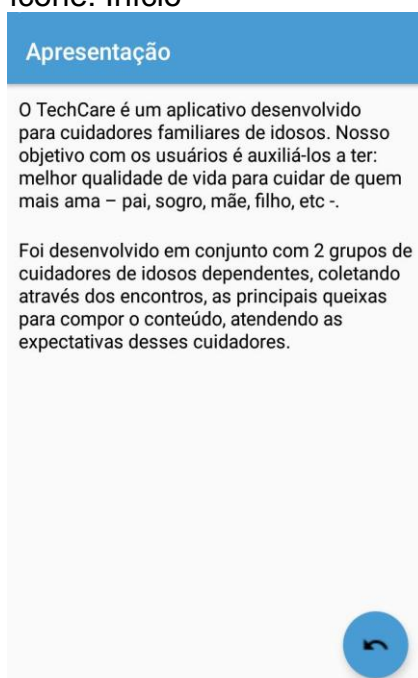 Ícone: Início
Apresentação
O TechCare é um aplicativo desenvolvido
para cuidadores familiares de idosos. Nosso
objetivo com os usuários é auxiliá-los a ter:
melhor qualidade de vida para cuidar de quem
mais ama – pai, sogro, mãe, filho, etc -.
Foi desenvolvido em conjunto com 2 grupos de
cuidadores de idosos dependentes, coletando
através dos encontros, as principais queixas
para compor o conteúdo, atendendo as
expectativas desses cuidadores.